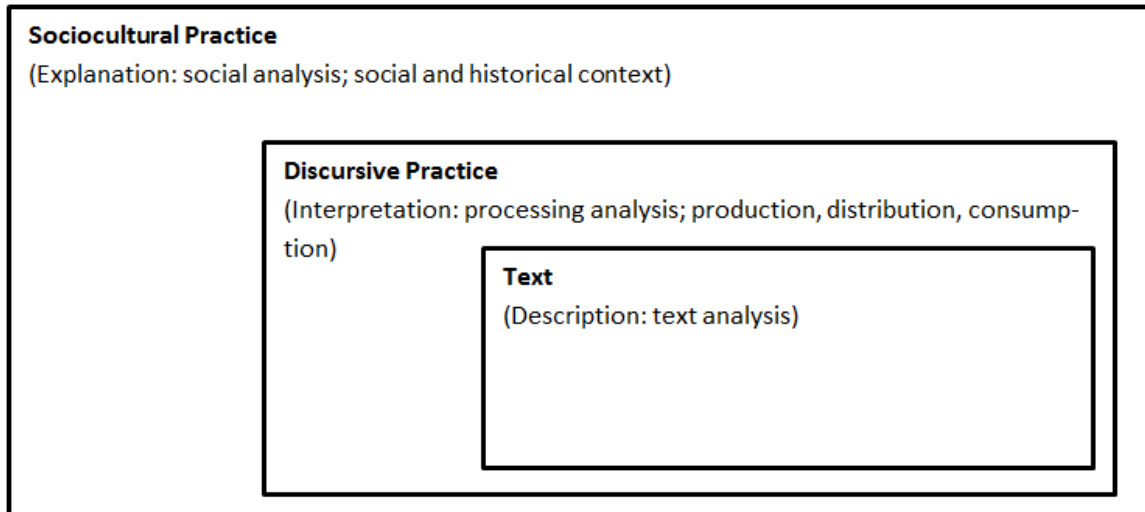 Sociocultural Practice
(Explanation: social analysis; social and historical context)
Discursive Practice
(Interpretation: processing analysis; production, distribution, consump-
tion)
Text
(Description: text analysis)